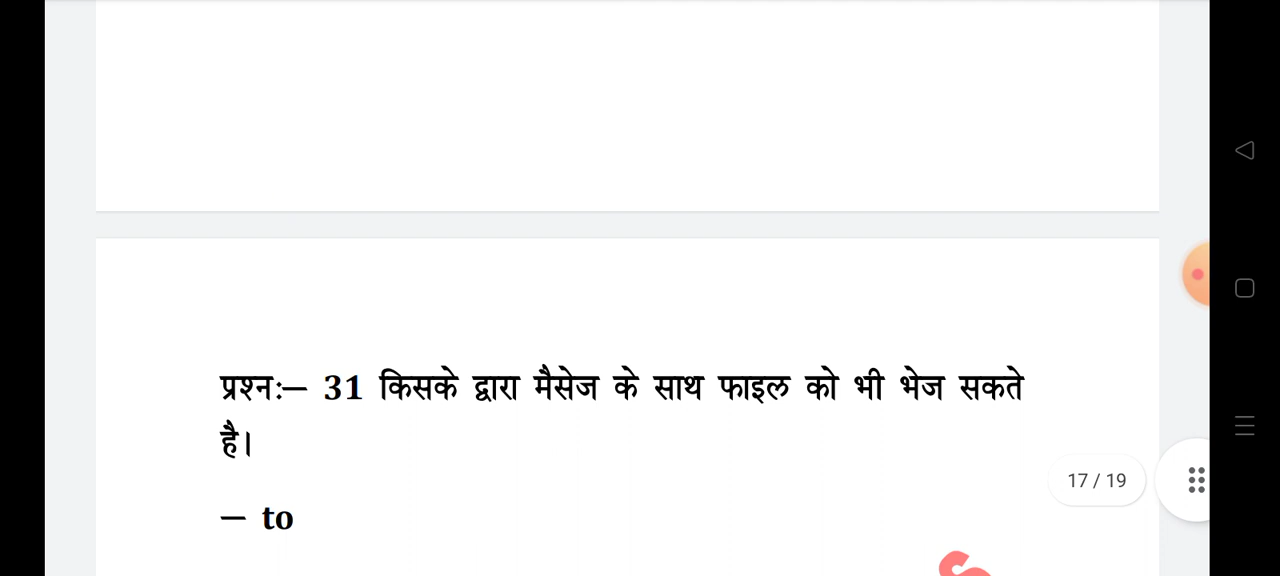 प्रश्नः— 31 किसके द्वारा मैसेज के साथ फाइल को भी भेज सकते
है।
17 / 19
— to